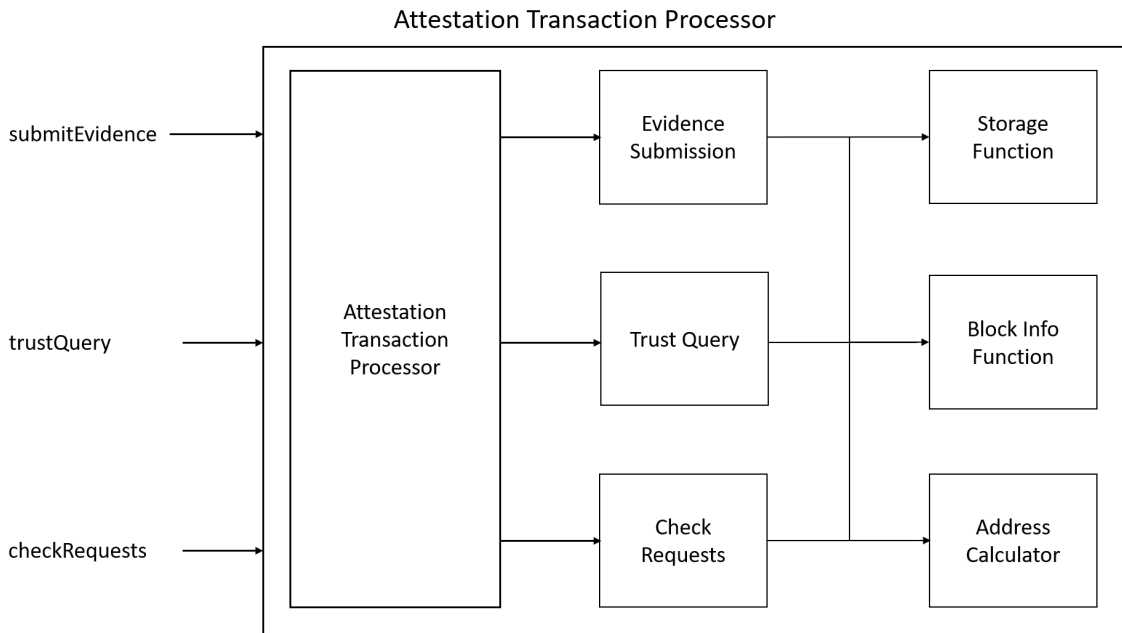 Attestation Transaction Processor
submitEvidence
trustQuery
checkRequests
Attestation
Transaction
Processor
Evidence
Submission
Trust Query
Check
Requests
Storage
Function
Block Info
Function
Address
Calculator